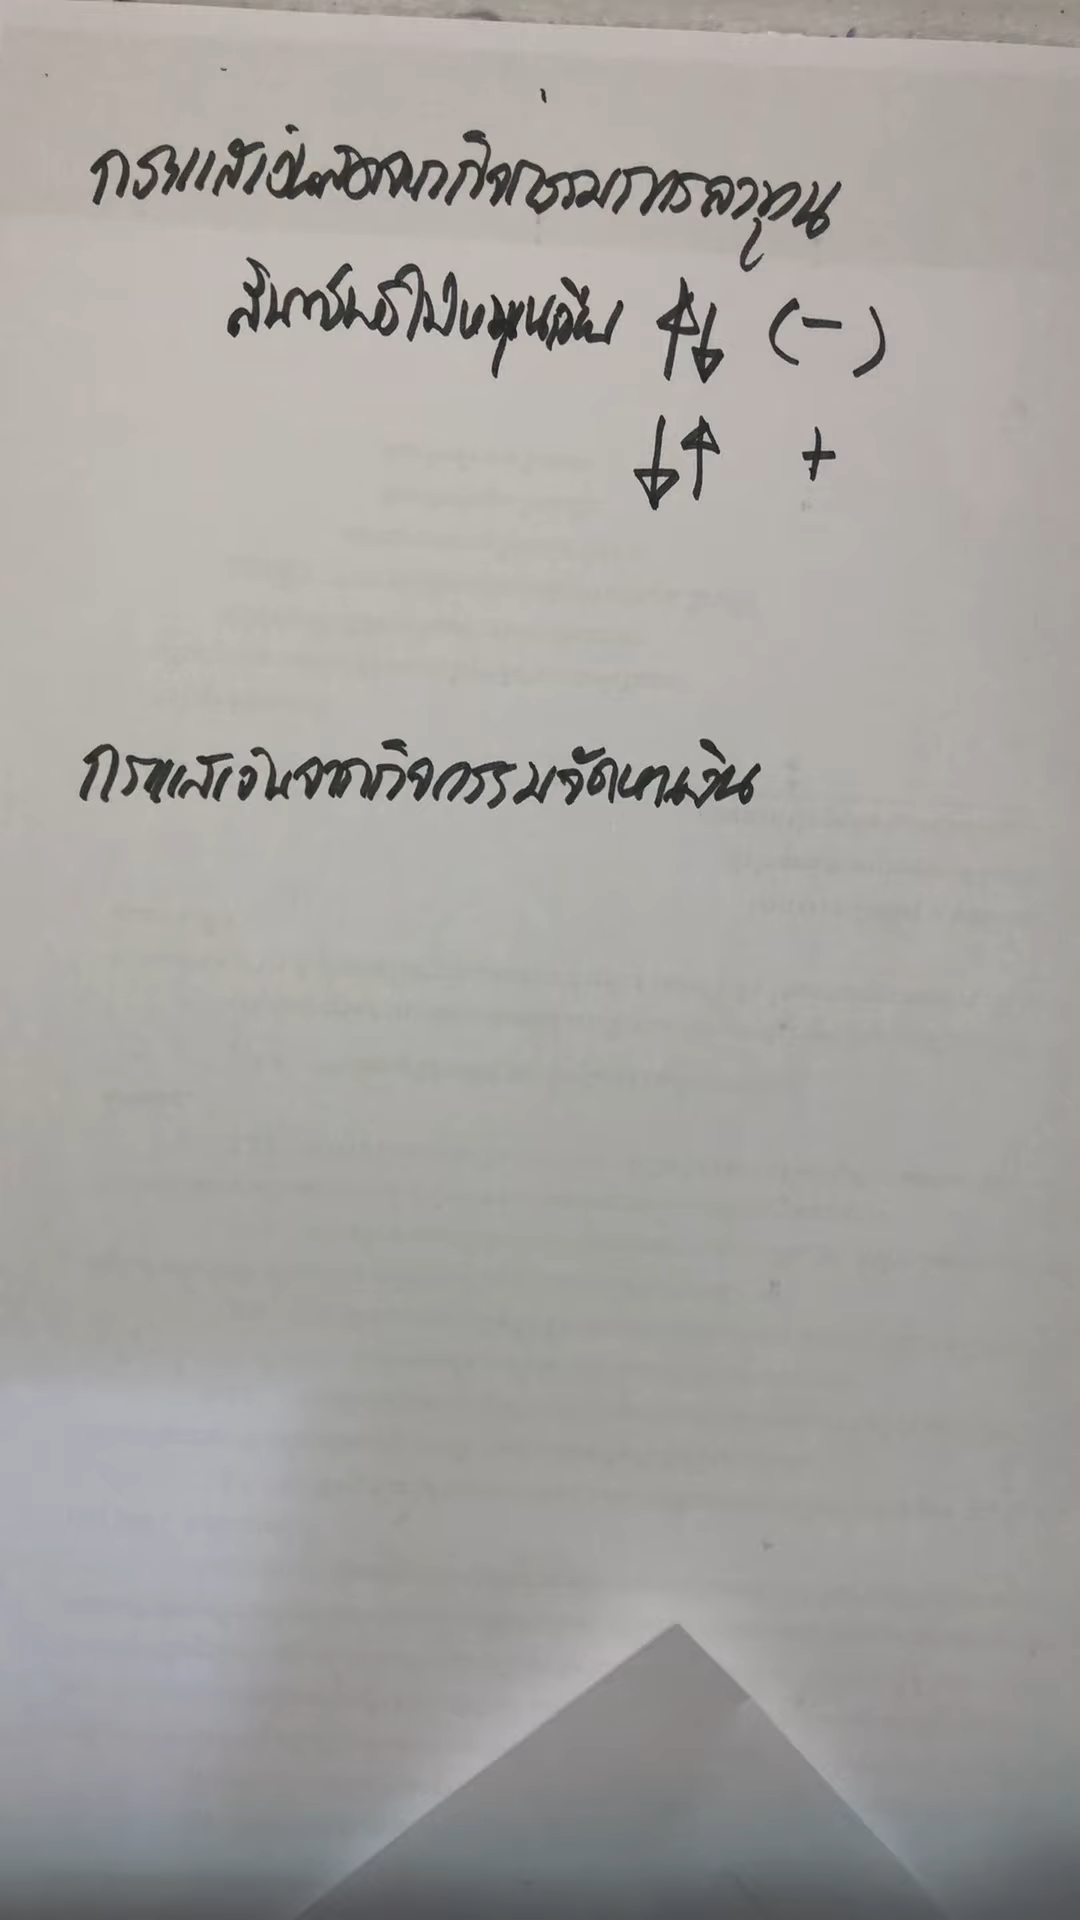 กระแสเงินสดจากกิจกรรมการลงทุน
สินทรัพย์ไม่หมุนเวียน ↑↓ (-)
↓↑ +
กระแสเงินจากกิจกรรมจัดหาเงิน